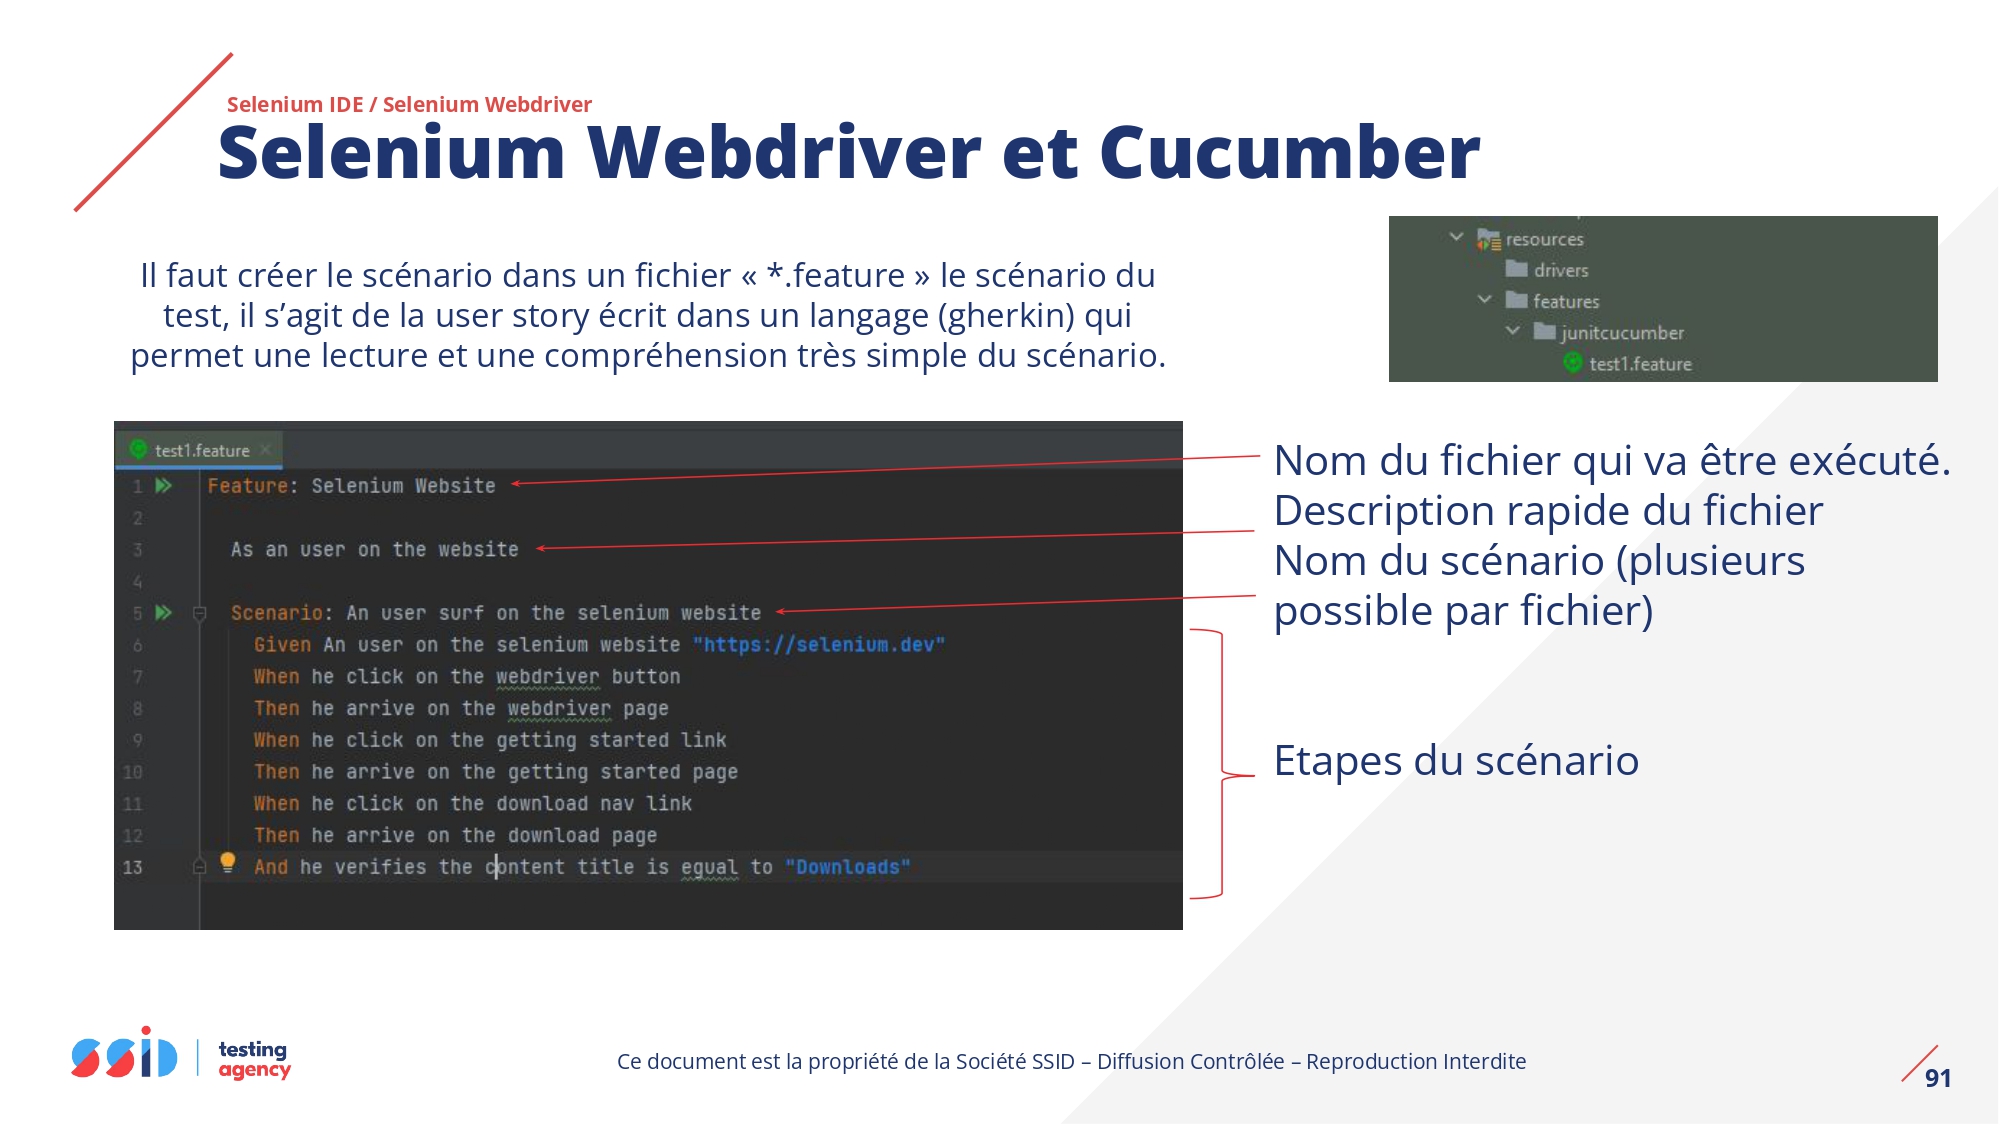 Selenium IDE / Selenium Webdriver
Selenium Webdriver et Cucumber
Il faut créer le scénario dans un fichier « *.feature » le scénario du
test, il s’agit de la user story écrit dans un langage (gherkin) qui
permet une lecture et une compréhension très simple du scénario.
resources
drivers
features
junitcucumber
test1.feature
test1.feature
1 Feature: Selenium Website
2
3 As an user on the website
4
5 Scenario: An user surf on the selenium website
6 Given An user on the selenium website "https://selenium.dev"
7 When he click on the webdriver button
8 Then he arrive on the webdriver page
9 When he click on the getting started link
10 Then he arrive on the getting started page
11 When he click on the download nav link
12 Then he arrive on the download page
13 And he verifies the content title is egual to "Downloads"
Nom du fichier qui va être exécuté.
Description rapide du fichier
Nom du scénario (plusieurs
possible par fichier)
Etapes du scénario
ssid
testing
agency
Ce document est la propriété de la Société SSID – Diffusion Contrôlée – Reproduction Interdite
91